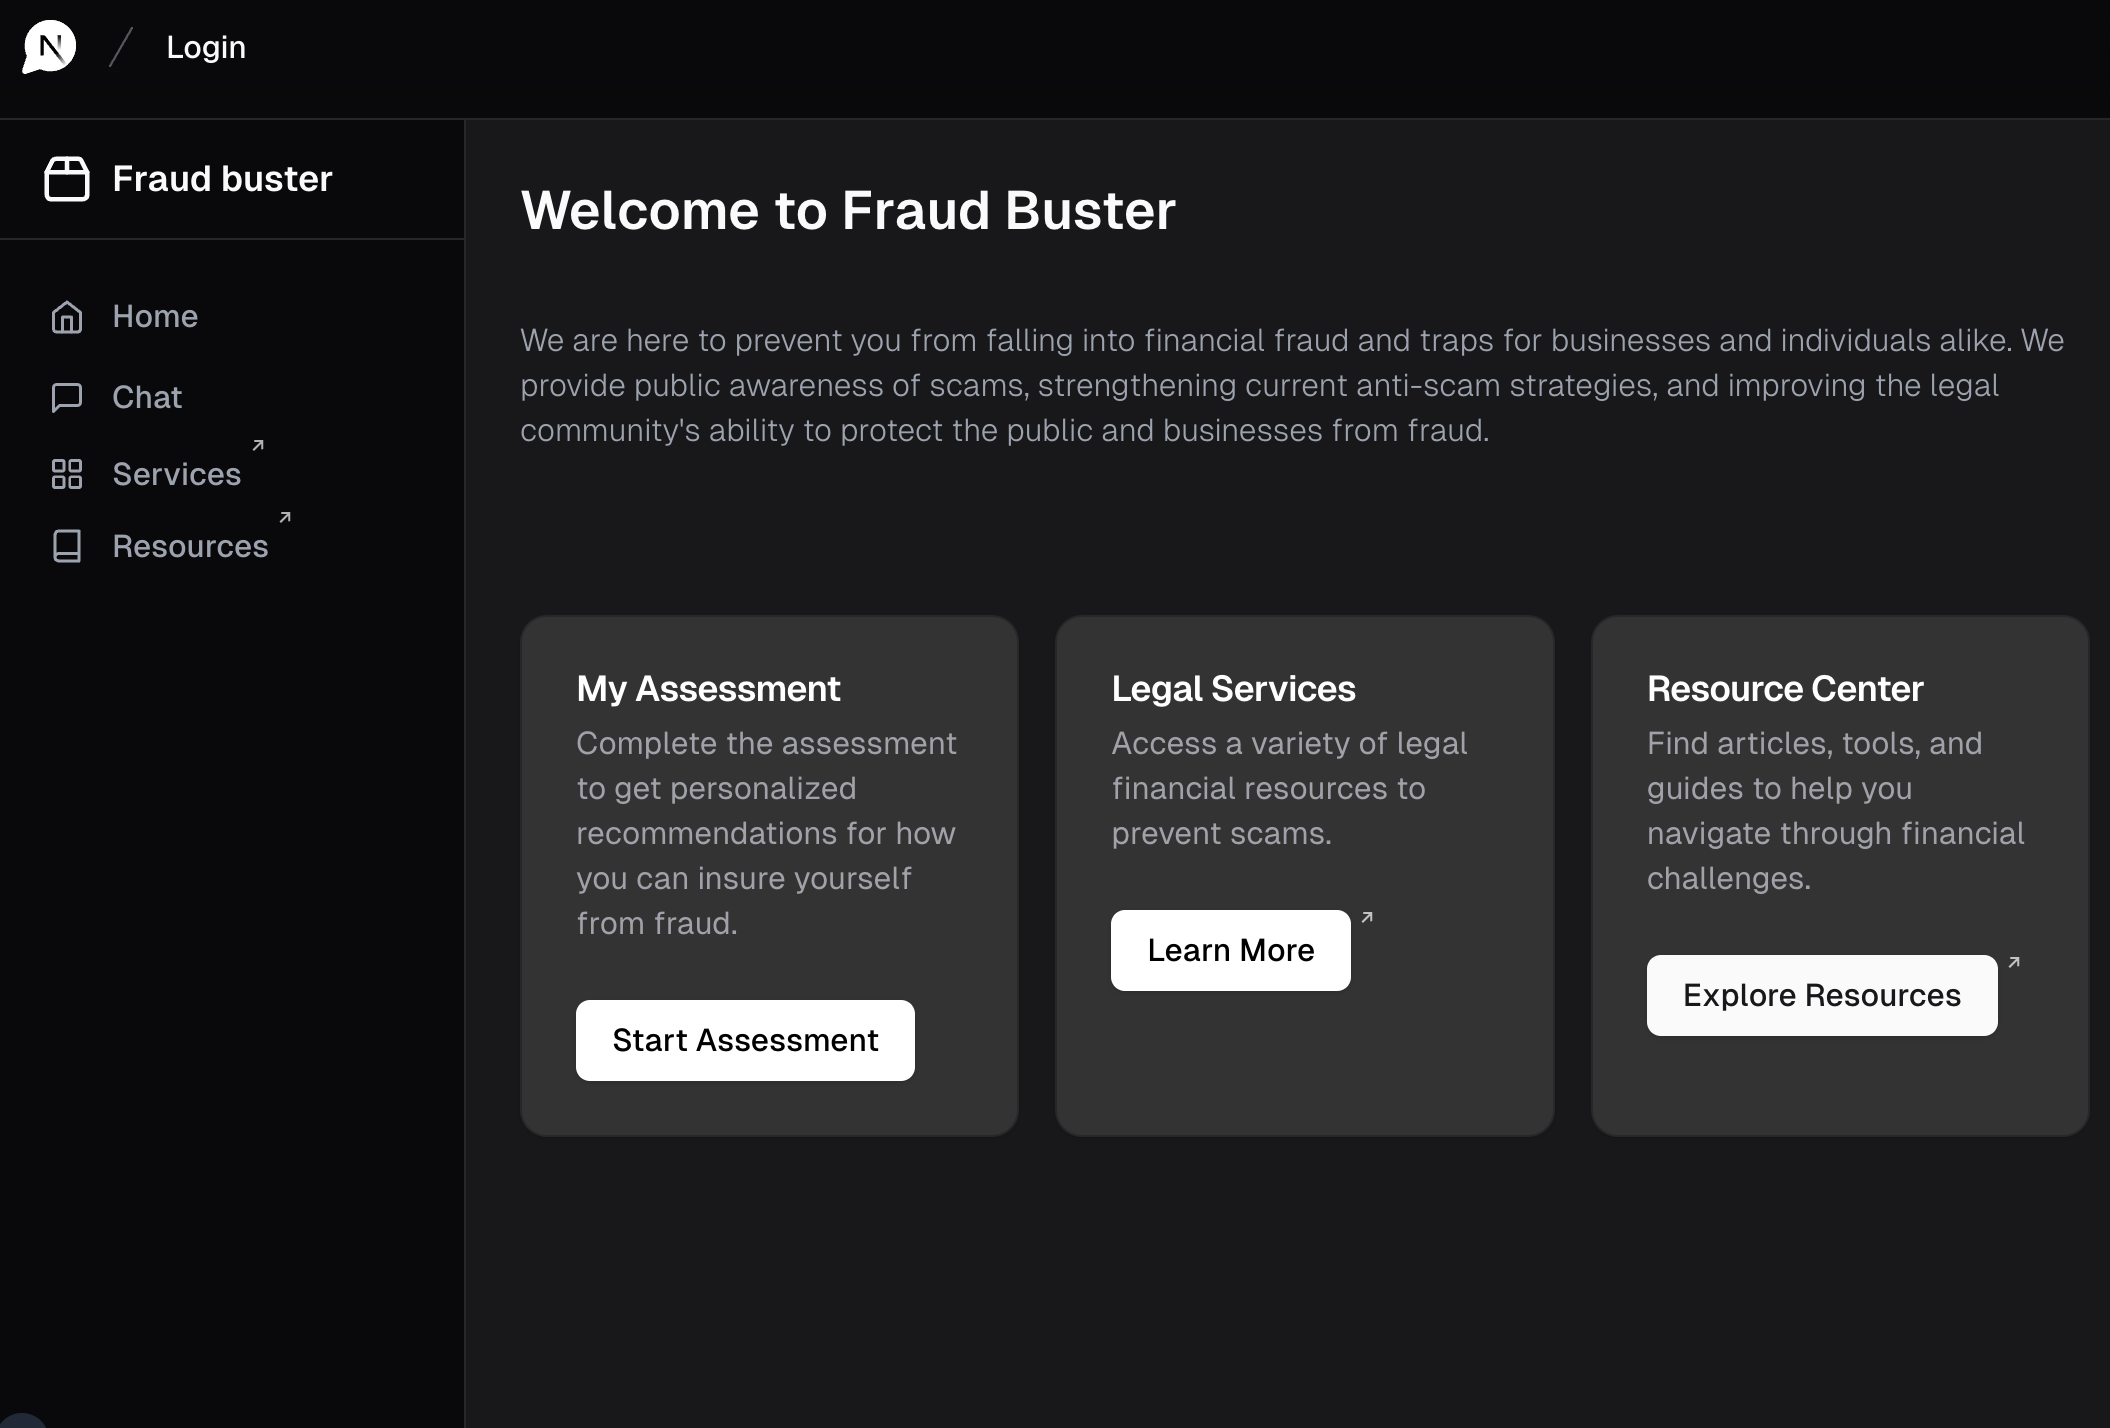 N
Login
Fraud buster
Home
Chat
Services
Resources
Welcome to Fraud Buster
We are here to prevent you from falling into financial fraud and traps for businesses and individuals alike. We
provide public awareness of scams, strengthening current anti-scam strategies, and improving the legal
community's ability to protect the public and businesses from fraud.
My Assessment
Complete the assessment
to get personalized
recommendations for how
you can insure yourself
from fraud.
Start Assessment
Legal Services
Access a variety of legal
financial resources to
prevent scams.
Learn More
Resource Center
Find articles, tools, and
guides to help you
navigate through financial
challenges.
Explore Resources